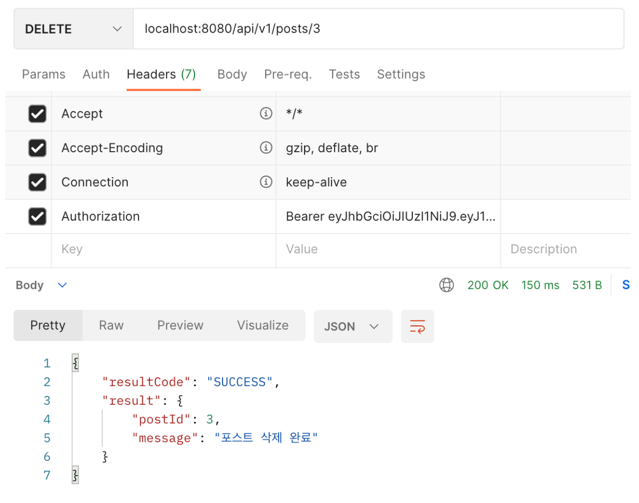 DELETE localhost:8080/api/v1/posts/3
Params Auth Headers (7) Body Pre-req. Tests Settings
Accept */*
Accept-Encoding gzip, deflate, br
Connection keep-alive
Authorization Bearer eyJhbGciOiJIUzI1NiJ9.eyJ1...
Key Value Description
Body 200 OK 150 ms 531 B S
Pretty Raw Preview Visualize JSON
1 {
2 "resultCode": "SUCCESS",
3 "result": {
4 "postId": 3,
5 "message": "포스트 삭제 완료"
6 }
7 }